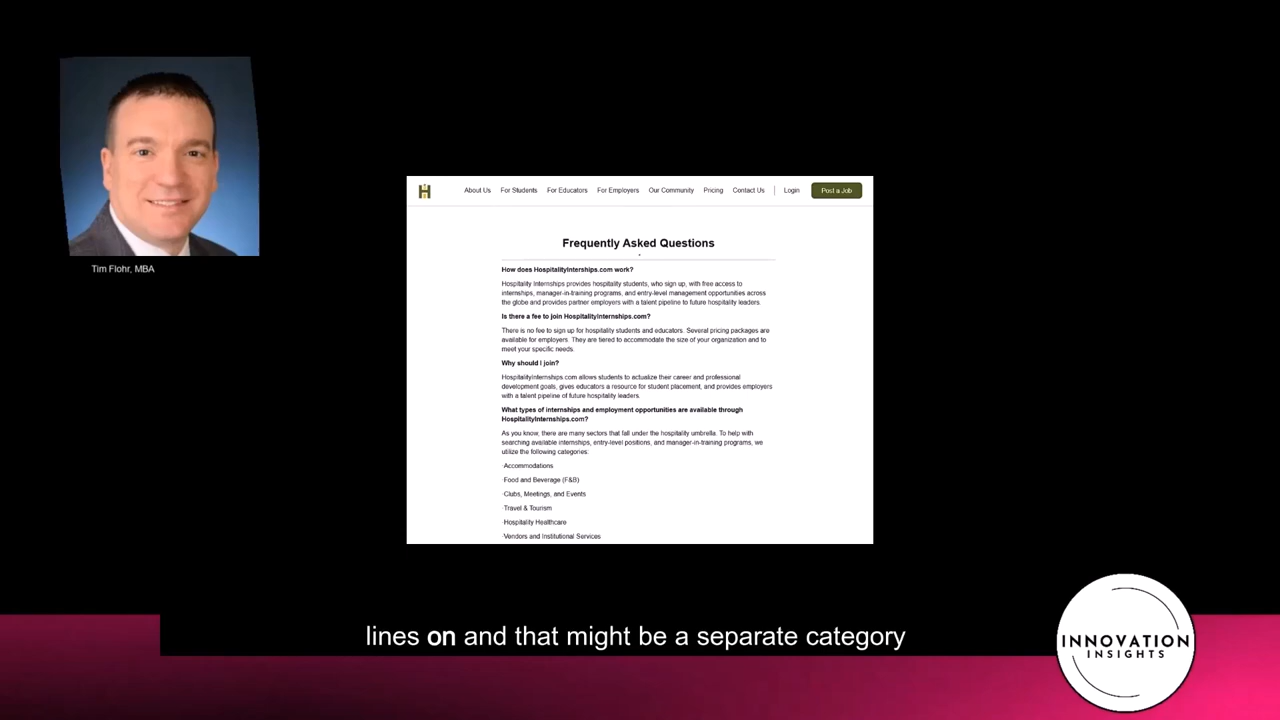 Tim Flohr, MBA
H
About Us For Students For Educators For Employers Our Community Pricing Contact Us Login Post a Job
Frequently Asked Questions
How does HospitalityInterships.com work?
Hospitality Internships provides hospitality students, who sign up, with free access to
internships, manager-in-training programs, and entry-level management opportunities across
the globe and provides partner employers with a talent pipeline to future hospitality leaders.
Is there a fee to join HospitalityInternships.com?
There is no fee to sign up for hospitality students and educators. Several pricing packages are
available for employers. They are tiered to accommodate the size of your organization and to
meet your specific needs.
Why should I join?
HospitalityInternships.com allows students to actualize their career and professional
development goals, gives educators a resource for student placement, and provides employers
with a talent pipeline of future hospitality leaders.
What types of internships and employment opportunities are available through
HospitalityInternships.com?
As you know, there are many sectors that fall under the hospitality umbrella. To help with
searching available internships, entry-level positions, and manager-in-training programs, we
utilize the following categories:
·Accommodations
·Food and Beverage (F&B)
·Clubs, Meetings, and Events
·Travel & Tourism
·Hospitality Healthcare
·Vendors and Institutional Services
lines on and that might be a separate category
INNOVATION
INSIGHTS